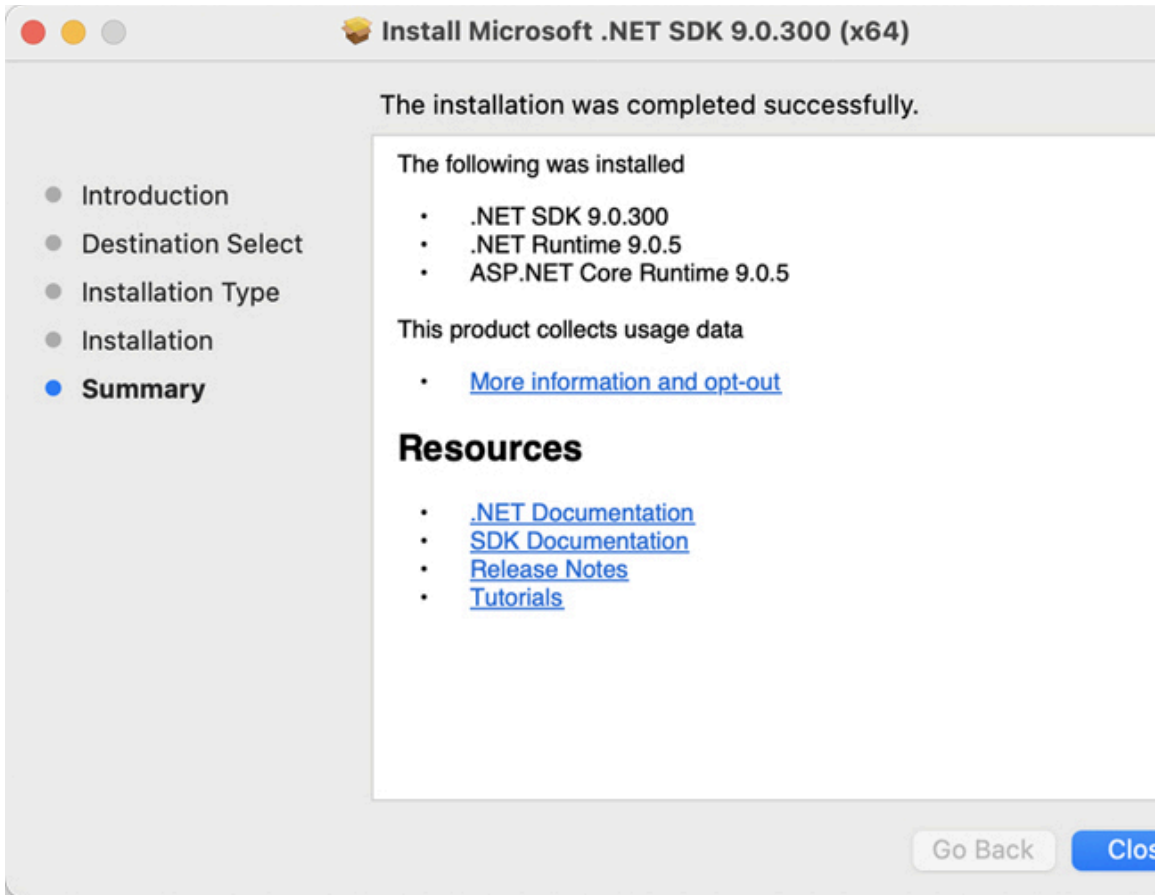 Install Microsoft .NET SDK 9.0.300 (x64)
The installation was completed successfully.
Introduction
Destination Select
Installation Type
Installation
Summary
The following was installed
• .NET SDK 9.0.300
• .NET Runtime 9.0.5
• ASP.NET Core Runtime 9.0.5
This product collects usage data
• More information and opt-out
Resources
• .NET Documentation
• SDK Documentation
• Release Notes
• Tutorials
Go Back
Clos